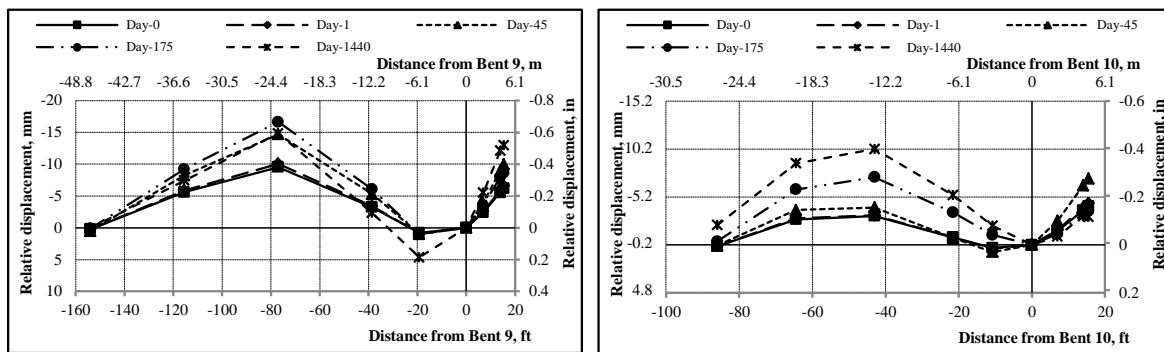 Day-0 Day-1 Day-45
Day-175 Day-1440
Distance from Bent 9, m
-48.8 -42.7 -36.6 -30.5 -24.4 -18.3 -12.2 -6.1 0 6.1
-20 -15 -10 -5 0 5 10
Relative displacement, mm
-0.8 -0.6 -0.4 -0.2 0 0.2 0.4
Relative displacement, in
-160 -140 -120 -100 -80 -60 -40 -20 0 20
Distance from Bent 9, ft
Day-0 Day-1 Day-45
Day-175 Day-1440
Distance from Bent 10, m
-30.5 -24.4 -18.3 -12.2 -6.1 0 6.1
-15.2 -10.2 -5.2 -0.2 4.8
Relative displacement, mm
-0.6 -0.4 -0.2 0 0.2
Relative displacement, in
-100 -80 -60 -40 -20 0 20
Distance from Bent 10, ft